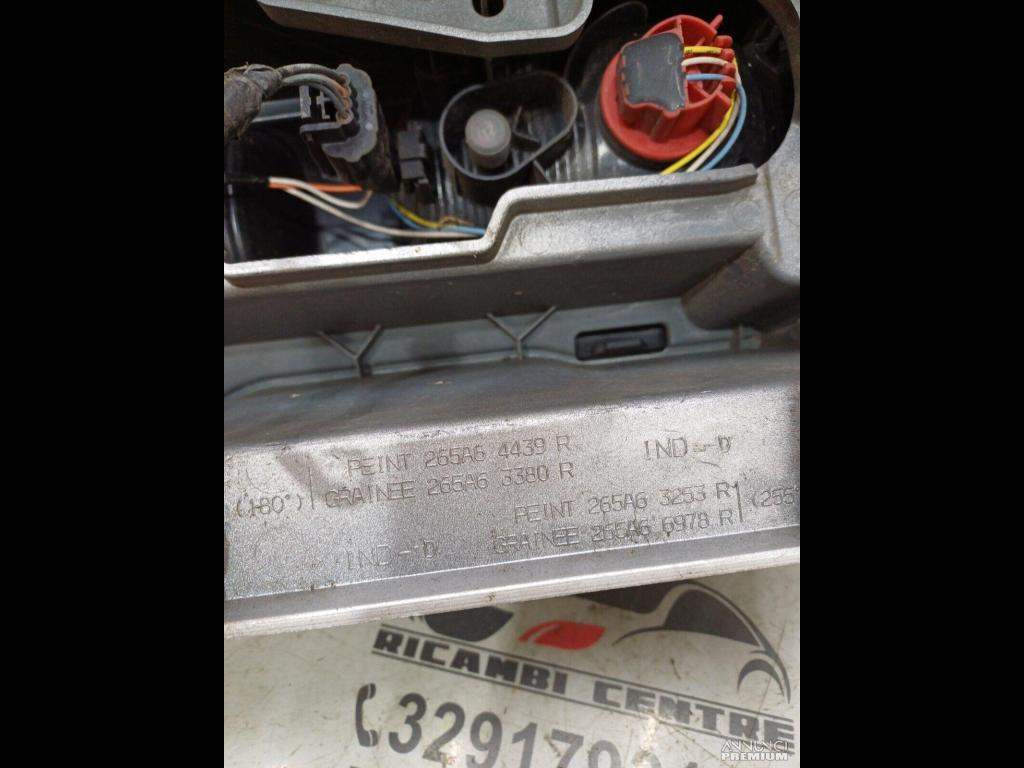 PEINT 265A6 4439 R
IND--D
(180°) GRAINEE 265A6 3380 R
PEINT 265A6 3253 R
(255
IND--D
GRAINEE 265A6 6978 R
RICAMBI CENTRE
ANNUNCI
PREMIUM